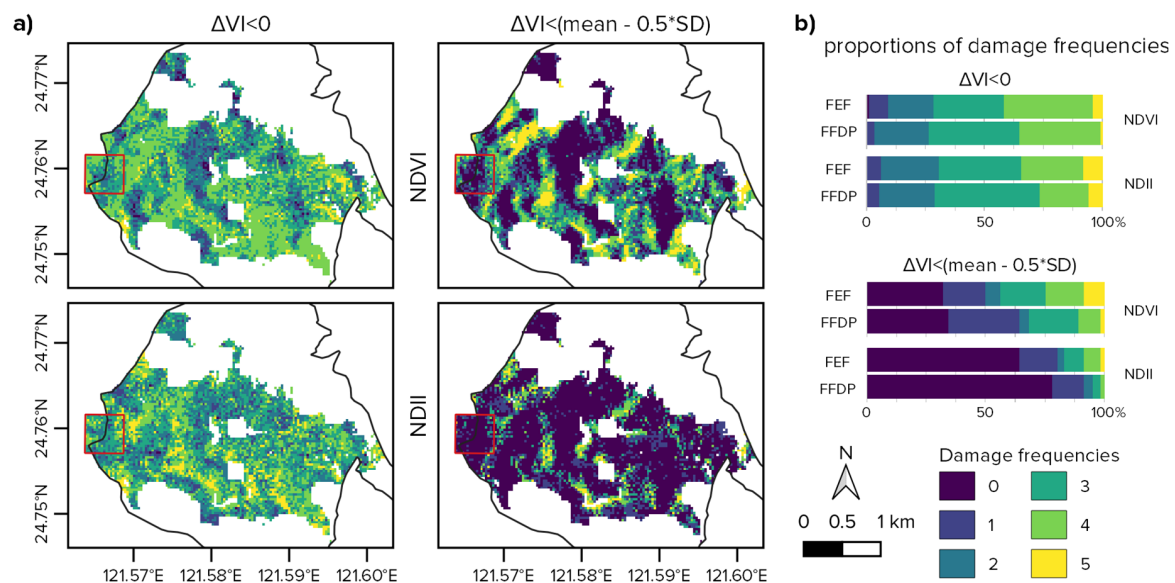 a)
ΔVI<0
ΔVI<(mean - 0.5*SD)
24.77°N
24.76°N
24.75°N
NDVI
24.77°N
24.76°N
24.75°N
NDII
121.57°E
121.58°E
121.59°E
121.60°E
121.57°E
121.58°E
121.59°E
121.60°E
b)
proportions of damage frequencies
ΔVI<0
FEF
FFDP
NDVI
FEF
FFDP
NDII
0
50
100%
ΔVI<(mean - 0.5*SD)
FEF
FFDP
NDVI
FEF
FFDP
NDII
0
50
100%
N
0 0.5 1 km
Damage frequencies
0
3
1
4
2
5